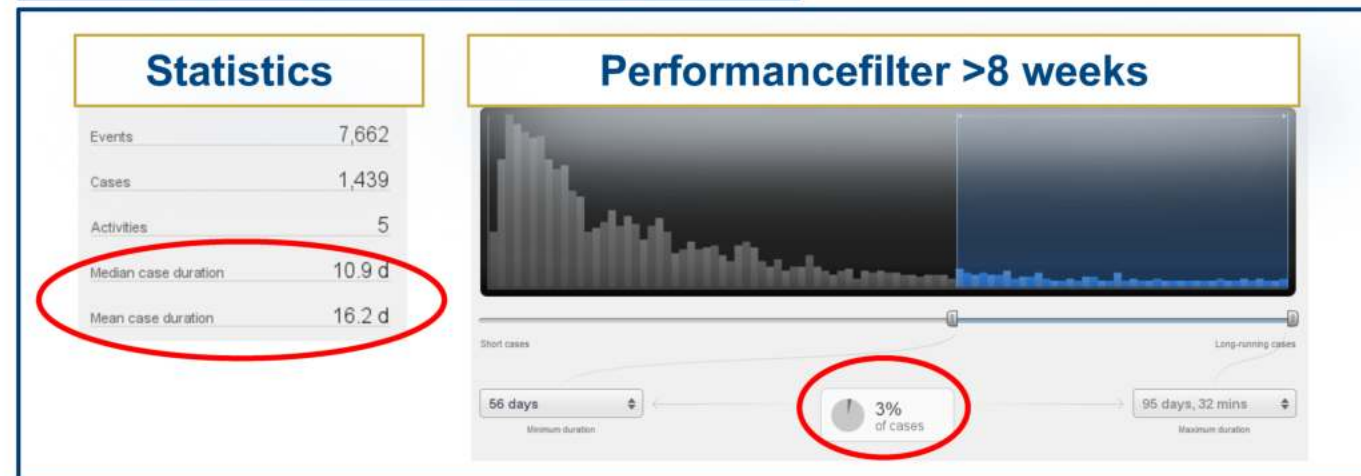 Statistics
Performancefilter >8 weeks
Events 7,662
Cases 1,439
Activities 5
Median case duration 10.9 d
Mean case duration 16.2 d
Short cases
Long-running cases
56 days
3%
of cases
95 days, 32 mins
Minimum duration
Maximum duration